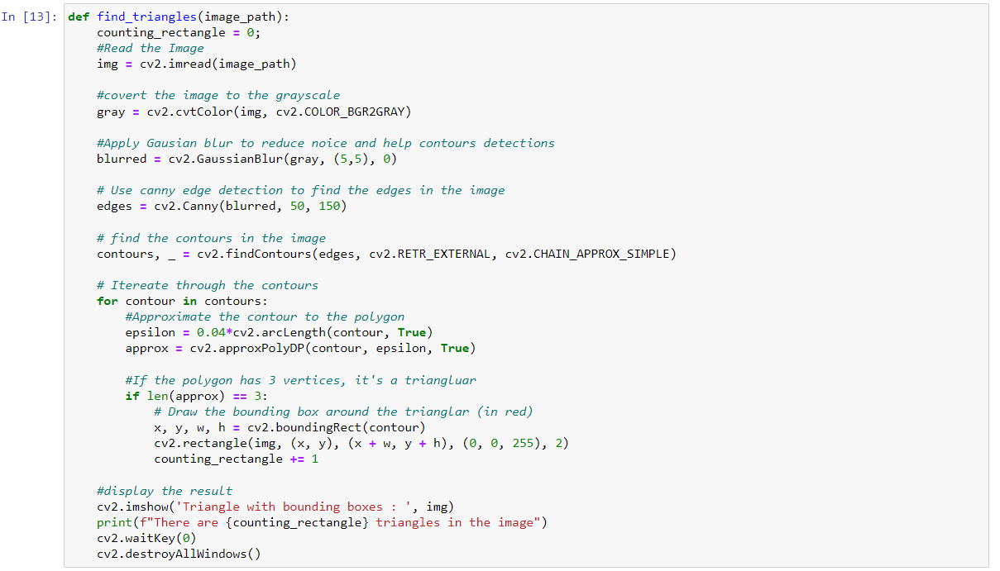 In [13]: def find_triangles(image_path):
    counting_rectangle = 0;
    #Read the Image
    img = cv2.imread(image_path)

    #covert the image to the grayscale
    gray = cv2.cvtColor(img, cv2.COLOR_BGR2GRAY)

    #Apply Gausian blur to reduce noice and help contours detections
    blurred = cv2.GaussianBlur(gray, (5,5), 0)

    # Use canny edge detection to find the edges in the image
    edges = cv2.Canny(blurred, 50, 150)

    # find the contours in the image
    contours, _ = cv2.findContours(edges, cv2.RETR_EXTERNAL, cv2.CHAIN_APPROX_SIMPLE)

    # Itereate through the contours
    for contour in contours:
        #Approximate the contour to the polygon
        epsilon = 0.04*cv2.arcLength(contour, True)
        approx = cv2.approxPolyDP(contour, epsilon, True)

        #If the polygon has 3 vertices, it's a triangluar
        if len(approx) == 3:
            # Draw the bounding box around the trianglar (in red)
            x, y, w, h = cv2.boundingRect(contour)
            cv2.rectangle(img, (x, y), (x + w, y + h), (0, 0, 255), 2)
            counting_rectangle += 1

    #display the result
    cv2.imshow('Triangle with bounding boxes : ', img)
    print(f"There are {counting_rectangle} triangles in the image")
    cv2.waitKey(0)
    cv2.destroyAllWindows()